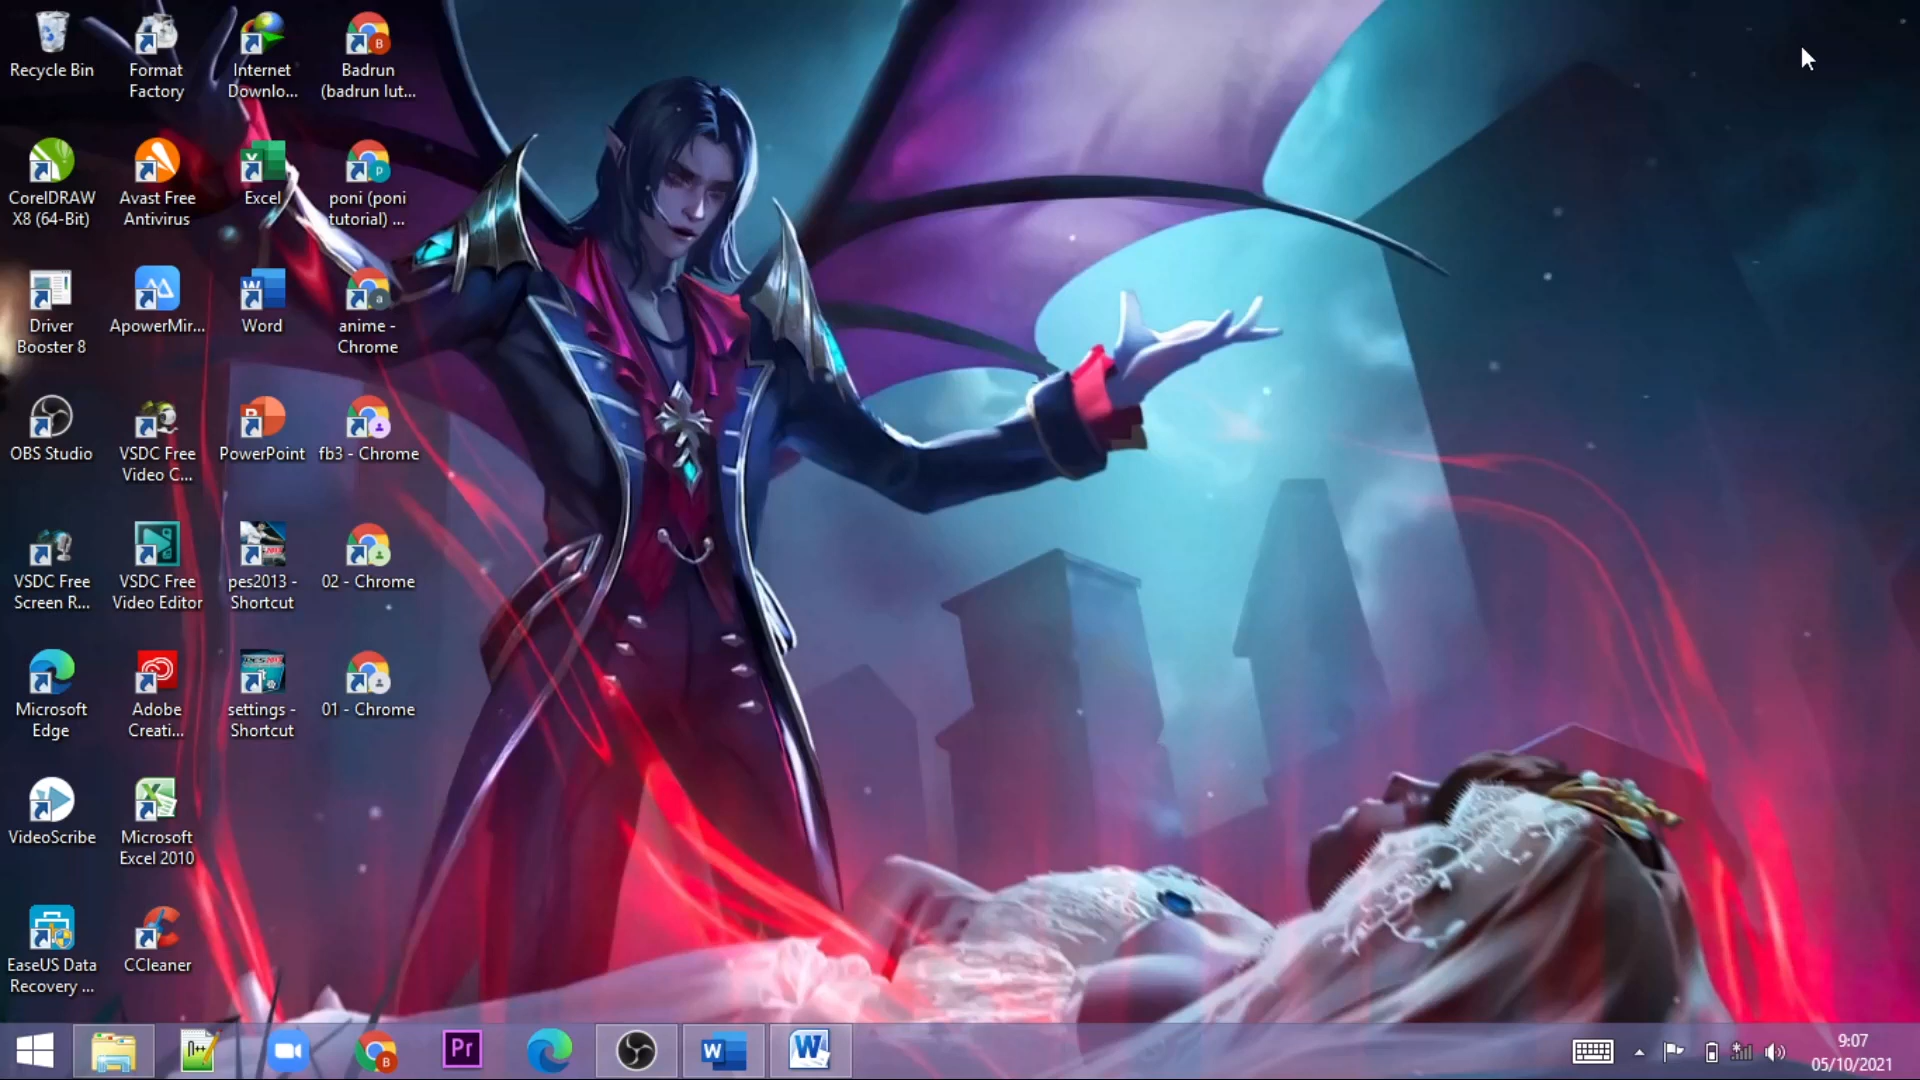 Recycle Bin
Format
Factory
Internet
Downlo...
Badrun
(badrun lut...
CorelDRAW
X8 (64-Bit)
Avast Free
Antivirus
Excel
poni (poni
tutorial) ...
Driver
Booster 8
ApowerMir...
Word
anime -
Chrome
OBS Studio
VSDC Free
Video C...
PowerPoint
fb3 - Chrome
VSDC Free
Screen R...
VSDC Free
Video Editor
pes2013 -
Shortcut
02 - Chrome
Microsoft
Edge
Adobe
Creati...
settings -
Shortcut
01 - Chrome
VideoScribe
Microsoft
Excel 2010
EaseUS Data
Recovery ...
CCleaner
9:07
05/10/2021